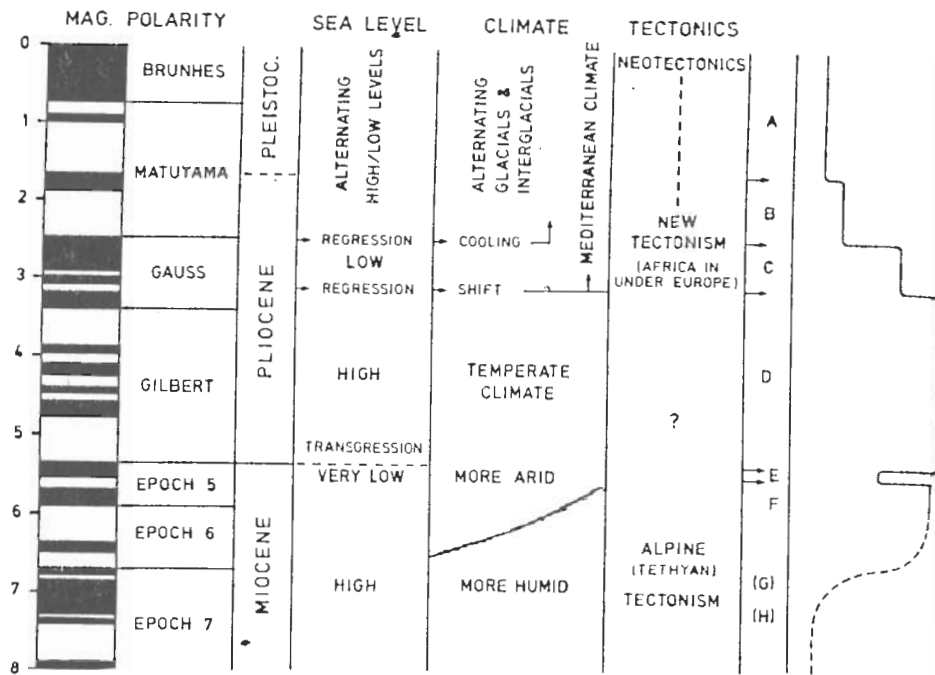 MAG. POLARITY
SEA LEVEL
CLIMATE
TECTONICS
0
1
2
3
4
5
6
7
8
BRUNHES
MATUYAMA
GAUSS
GILBERT
EPOCH 5
EPOCH 6
EPOCH 7
PLEISTOC.
PLIOCENE
MIOCENE
ALTERNATING
HIGH/LOW LEVELS
REGRESSION
LOW
REGRESSION
HIGH
TRANSGRESSION
VERY LOW
HIGH
ALTERNATING
GLACIALS &
INTERGLACIALS
COOLING
SHIFT
MEDITERRANEAN CLIMATE
TEMPERATE
CLIMATE
MORE ARID
MORE HUMID
NEOTECTONICS
NEW
TECTONISM
(AFRICA IN
UNDER EUROPE)
?
ALPINE
(TETHYAN)
TECTONISM
A
B
C
D
E
F
(G)
(H)